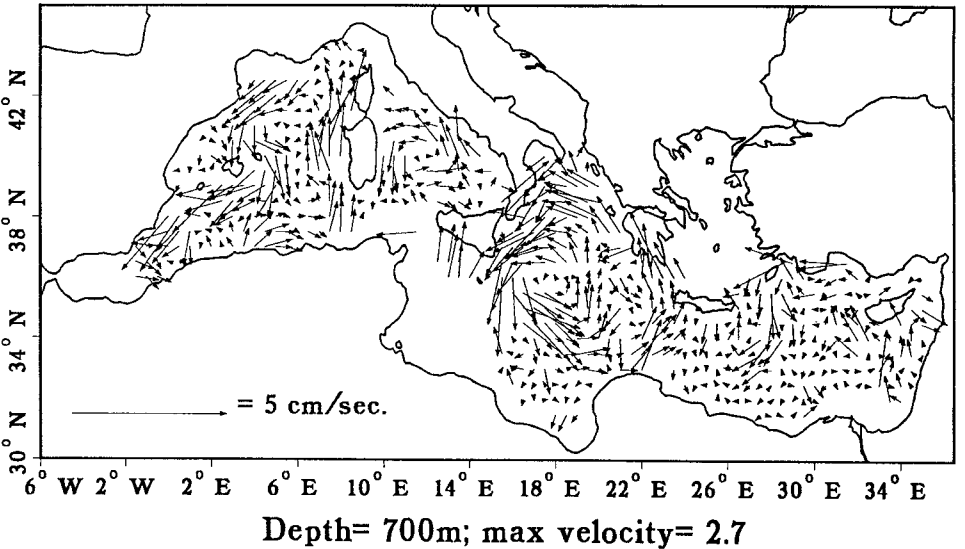 42° N
38° N
34° N
30° N
= 5 cm/sec.
6° W 2° W 2° E 6° E 10° E 14° E 18° E 22° E 26° E 30° E 34° E
Depth= 700m; max velocity= 2.7